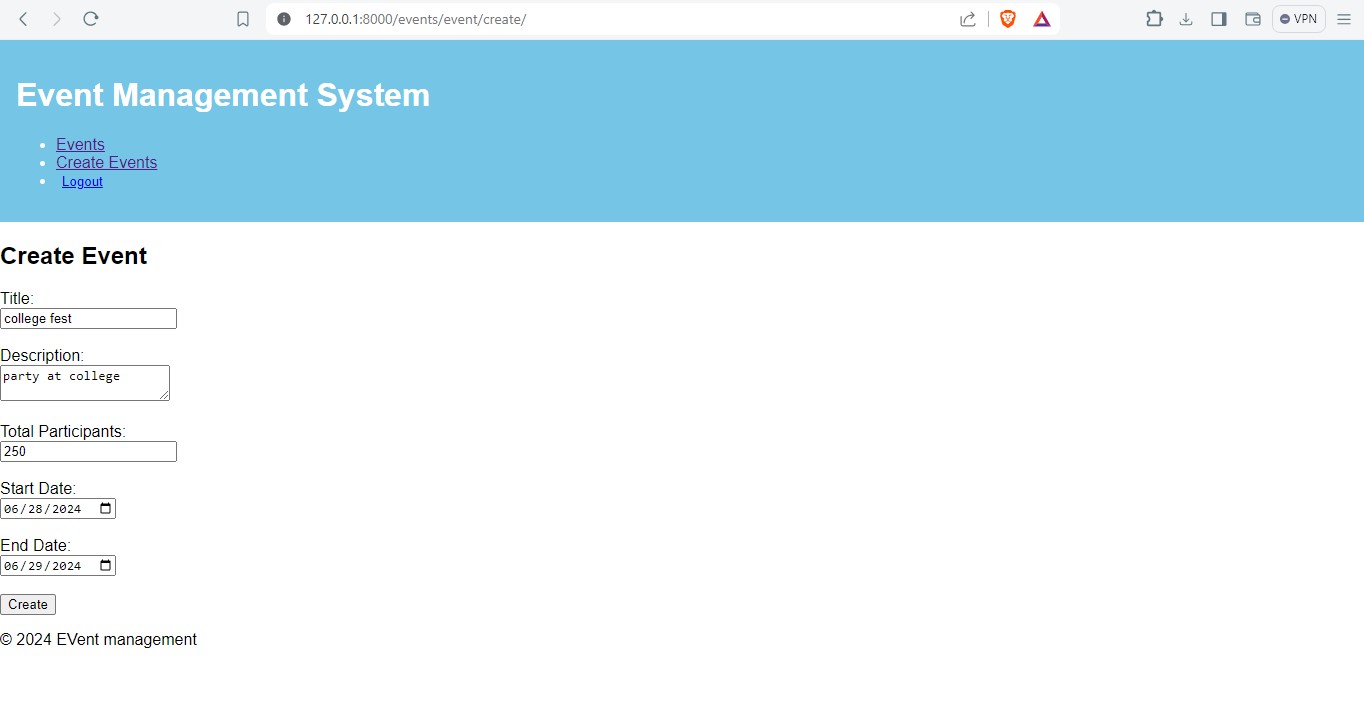 127.0.0.1:8000/events/event/create/
VPN
Event Management System
Events
Create Events
Logout
Create Event
Title:
college fest
Description:
party at college
Total Participants:
250
Start Date:
06/28/2024
End Date:
06/29/2024
Create
© 2024 EVent management